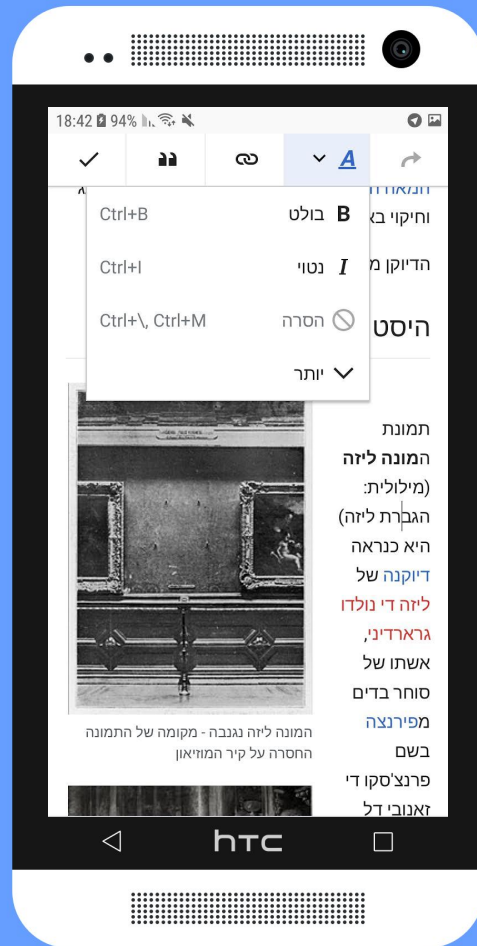 18:42 94%
A
וחיקוי בא
הדיוקן מ
היסט
B בולט Ctrl+B
I נטוי Ctrl+I
הסרה Ctrl+\, Ctrl+M
יותר
תמונת
המונה ליזה
(מילולית:
הגברת ליזה)
היא כנראה
דיוקנה של
ליזה די נולדו
גרארדיני,
אשתו של
סוחר בדים
מפירנצה
בשם
פרנצ'סקו די
זאנובי דל
המונה ליזה נגנבה - מקומה של התמונה
החסרה על קיר המוזיאון
hTC